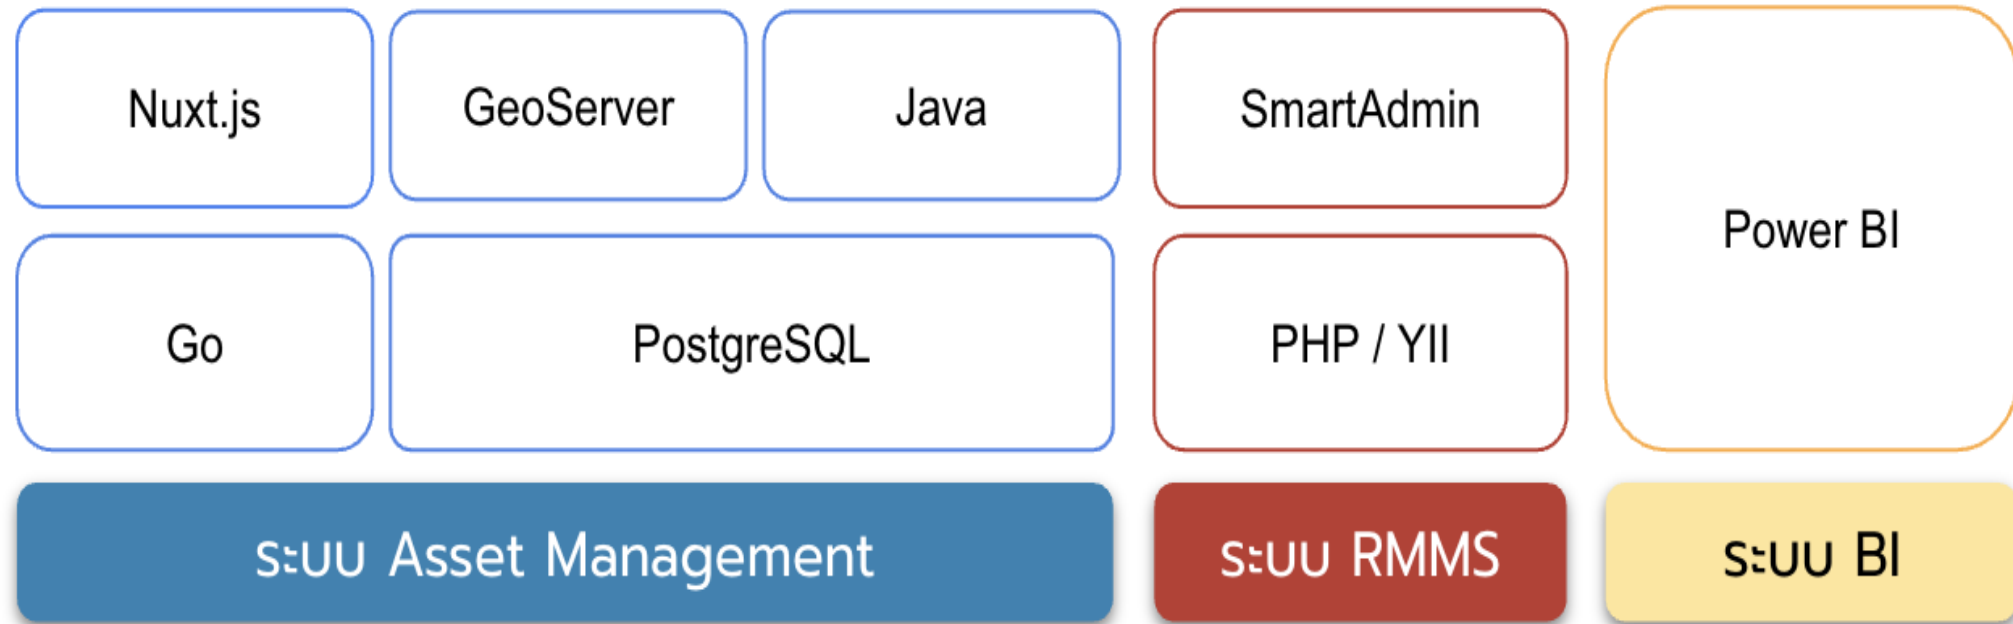 Nuxt.js
GeoServer
Java
SmartAdmin
Power BI
Go
PostgreSQL
PHP / YII
ระบบ Asset Management
ระบบ RMMS
ระบบ BI